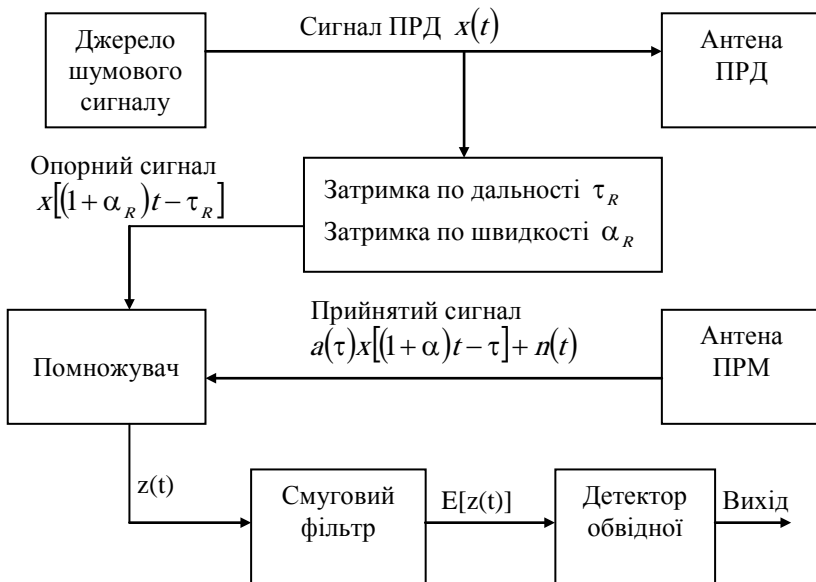 Джерело
шумового
сигналу
Сигнал ПРД x(t)
Антена
ПРД
Опорний сигнал
x[(1+α_R)t−τ_R]
Затримка по дальності τ_R
Затримка по швидкості α_R
Помножувач
Прийнятий сигнал
a(τ)x[(1+α)t−τ]+n(t)
Антена
ПРМ
z(t)
Смуговий
фільтр
E[z(t)]
Детектор
обвідної
Вихід